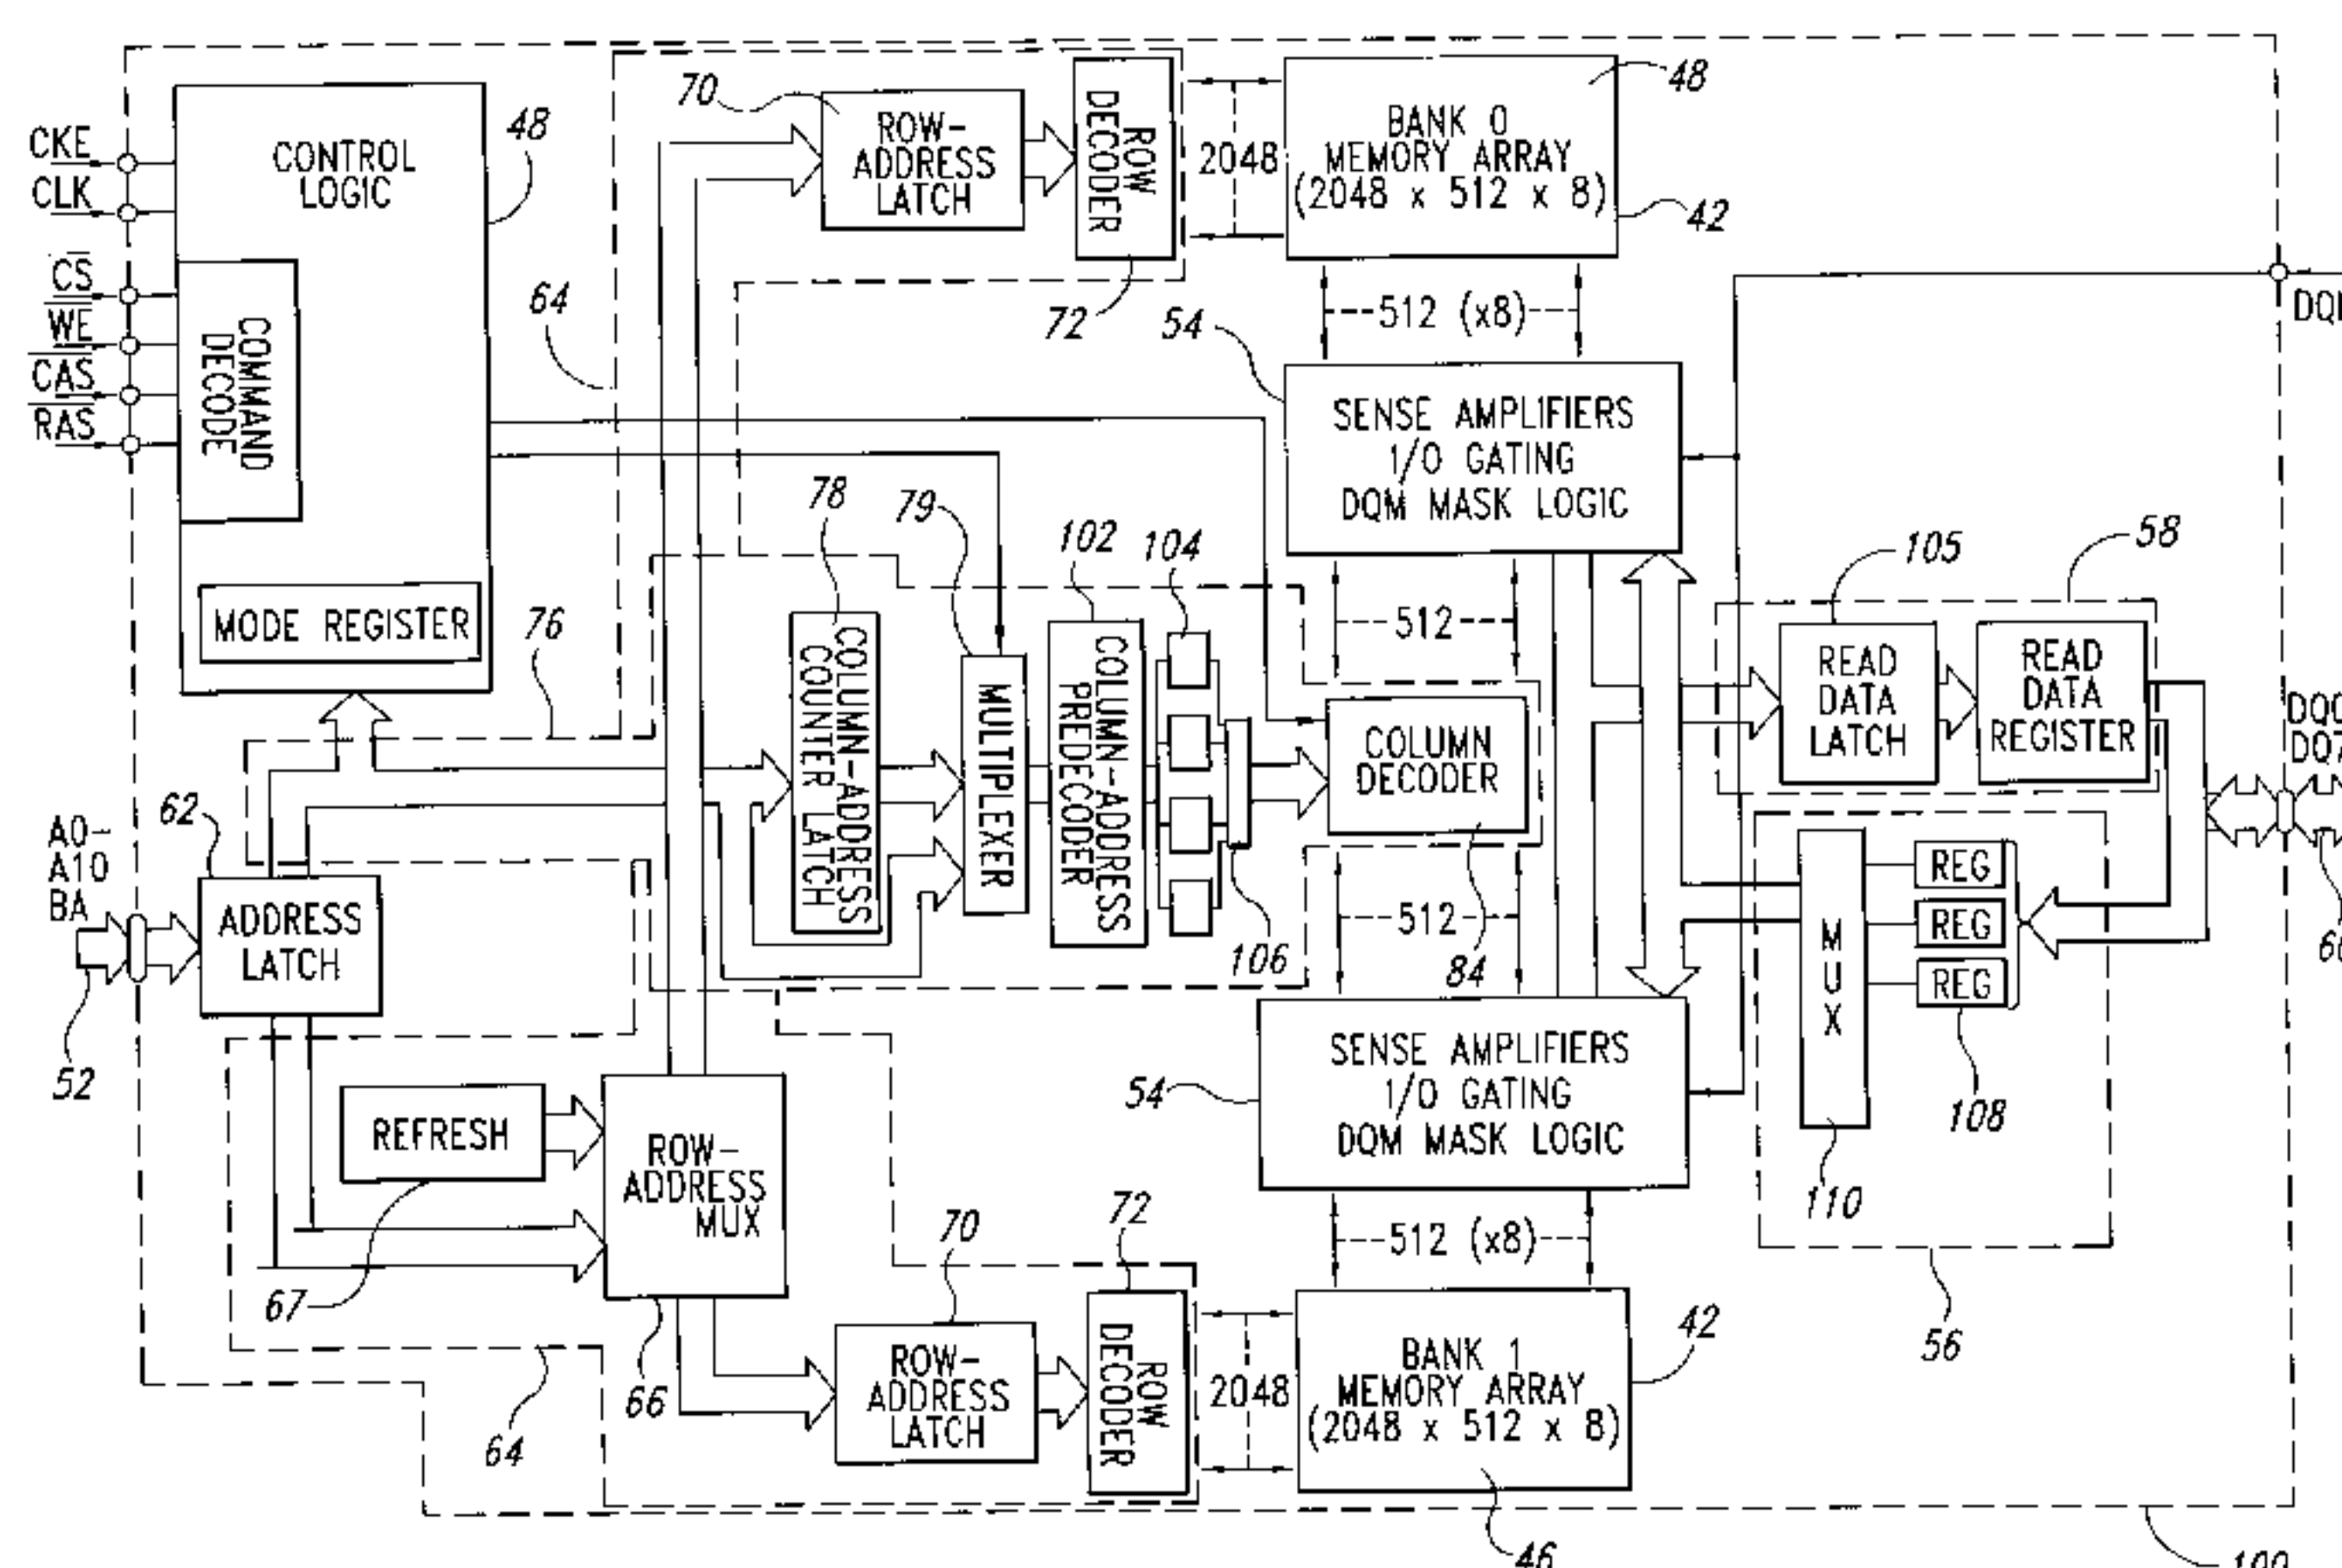 CKE
CLK
CS
WE
CAS
RAS
CONTROL
LOGIC
48
COMMAND
DECODE
MODE REGISTER
64
70
ROW-
ADDRESS
LATCH
ROW
DECODER
72
2048
48
BANK 0
MEMORY ARRAY
(2048 x 512 x 8)
42
512 (x8)
54
SENSE AMPLIFIERS
I/O GATING
DQM MASK LOGIC
512
76
78
COLUMN-ADDRESS
COUNTER LATCH
79
MULTIPLEXER
102
COLUMN-ADDRESS
PREDECODER
104
106
COLUMN
DECODER
84
105
READ
DATA
LATCH
58
READ
DATA
REGISTER
A0-
A10
BA
52
62
ADDRESS
LATCH
512
MUX
REG
REG
REG
108
110
56
REFRESH
67
ROW-
ADDRESS
MUX
66
64
54
SENSE AMPLIFIERS
I/O GATING
DQM MASK LOGIC
512 (x8)
70
ROW-
ADDRESS
LATCH
72
ROW
DECODER
2048
BANK 1
MEMORY ARRAY
(2048 x 512 x 8)
42
46
100